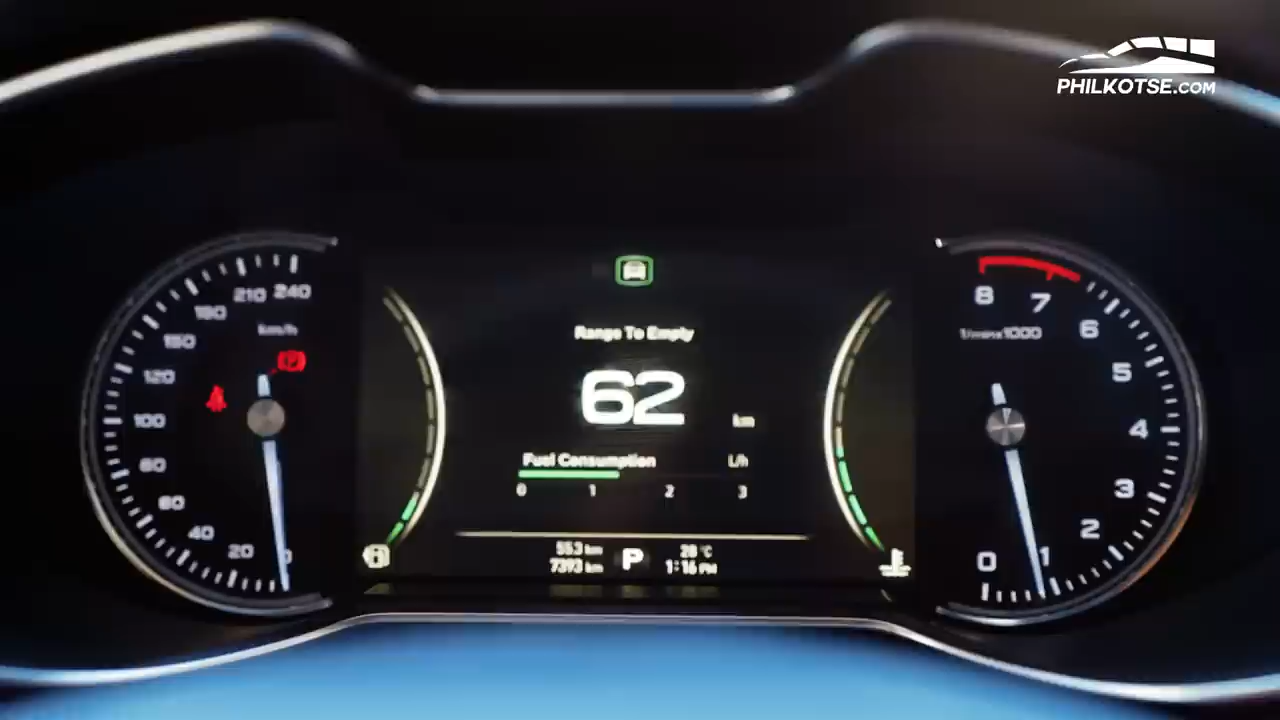 PHILKOTSE.COM
240
210
180
150
120
100
80
60
40
20
0
km/h
P
Range To Empty
62 km
Fuel Consumption L/h
0 1 2 3
55.3 km
7393 km
P
28 °C
1:16 PM
8
7
6
5
4
3
2
1
0
1/minx1000